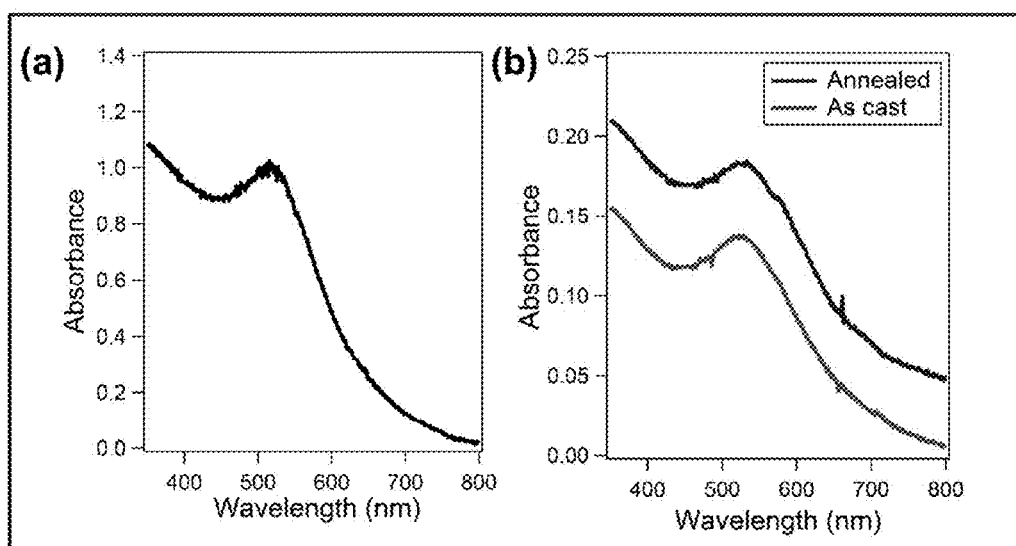 (a)
1.4
1.2
1.0
0.8
0.6
0.4
0.2
0.0
Absorbance
400 500 600 700 800
Wavelength (nm)
(b)
0.25
0.20
0.15
0.10
0.05
0.00
Absorbance
Annealed
As cast
400 500 600 700 800
Wavelength (nm)